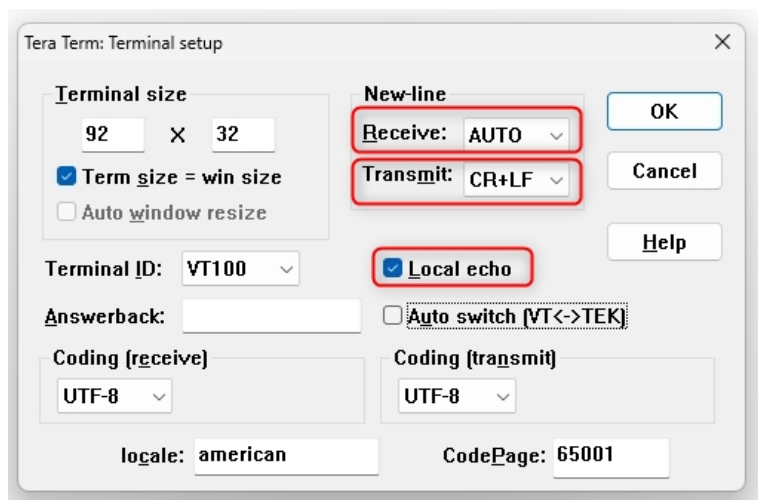 Tera Term: Terminal setup
Terminal size
92 X 32
Term size = win size
Auto window resize
New-line
Receive: AUTO
Transmit: CR+LF
OK
Cancel
Help
Terminal ID: VT100
Local echo
Answerback:
Auto switch (VT<->TEK)
Coding (receive)
UTF-8
Coding (transmit)
UTF-8
locale: american
CodePage: 65001